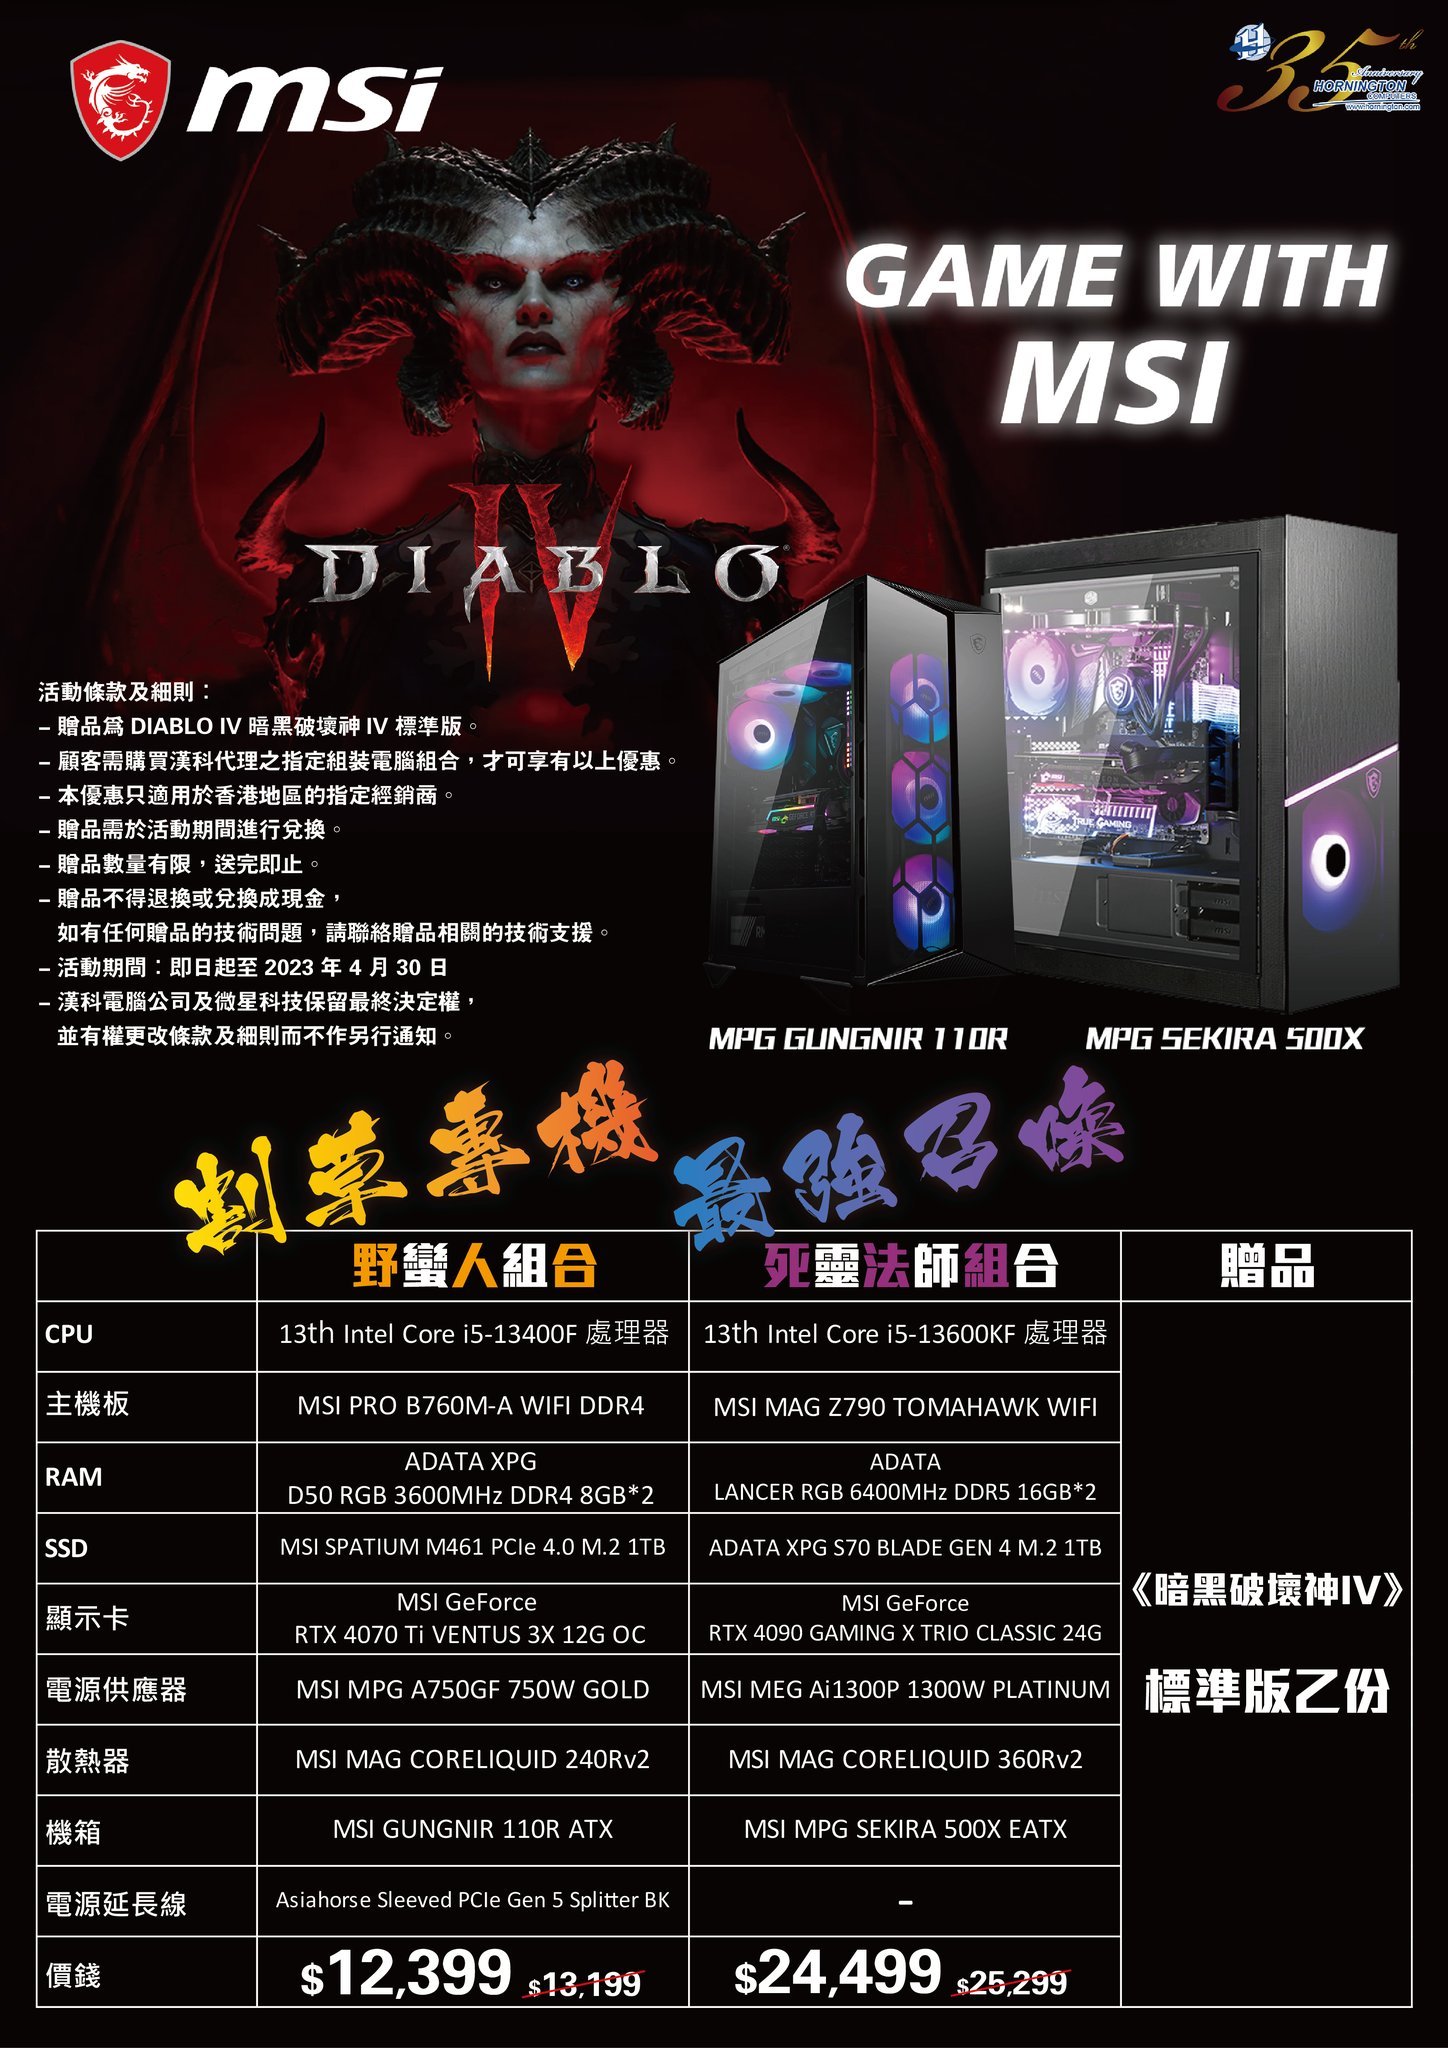 msi
35th
Anniversary
HORNINGTON
COMPUTERS
www.hornington.com
GAME WITH
MSI
DIABLO®
IV
活動條款及細則：
– 贈品為 DIABLO IV 暗黑破壞神 IV 標準版。
– 顧客需購買漢科代理之指定組裝電腦組合，才可享有以上優惠。
– 本優惠只適用於香港地區的指定經銷商。
– 贈品需於活動期間進行兌換。
– 贈品數量有限，送完即止。
– 贈品不得退換或兌換成現金，
如有任何贈品的技術問題，請聯絡贈品相關的技術支援。
– 活動期間：即日起至 2023 年 4 月 30 日
– 漢科電腦公司及微星科技保留最終決定權，
並有權更改條款及細則而不作另行通知。
TRUE GAMING
MPG GUNGNIR 110R
MPG SEKIRA 500X
割草專機 最強召喚
野蠻人組合 死靈法師組合 贈品
CPU 13th Intel Core i5-13400F 處理器 13th Intel Core i5-13600KF 處理器
主機板 MSI PRO B760M-A WIFI DDR4 MSI MAG Z790 TOMAHAWK WIFI
RAM
ADATA XPG
D50 RGB 3600MHz DDR4 8GB*2
ADATA
LANCER RGB 6400MHz DDR5 16GB*2
SSD MSI SPATIUM M461 PCIe 4.0 M.2 1TB ADATA XPG S70 BLADE GEN 4 M.2 1TB
顯示卡
MSI GeForce
RTX 4070 Ti VENTUS 3X 12G OC
MSI GeForce
RTX 4090 GAMING X TRIO CLASSIC 24G
電源供應器 MSI MPG A750GF 750W GOLD MSI MEG Ai1300P 1300W PLATINUM
散熱器 MSI MAG CORELIQUID 240Rv2 MSI MAG CORELIQUID 360Rv2
機箱 MSI GUNGNIR 110R ATX MSI MPG SEKIRA 500X EATX
電源延長線 Asiahorse Sleeved PCIe Gen 5 Splitter BK –
價錢 $12,399 $13,199 $24,499 $25,299
《暗黑破壞神IV》
標準版乙份